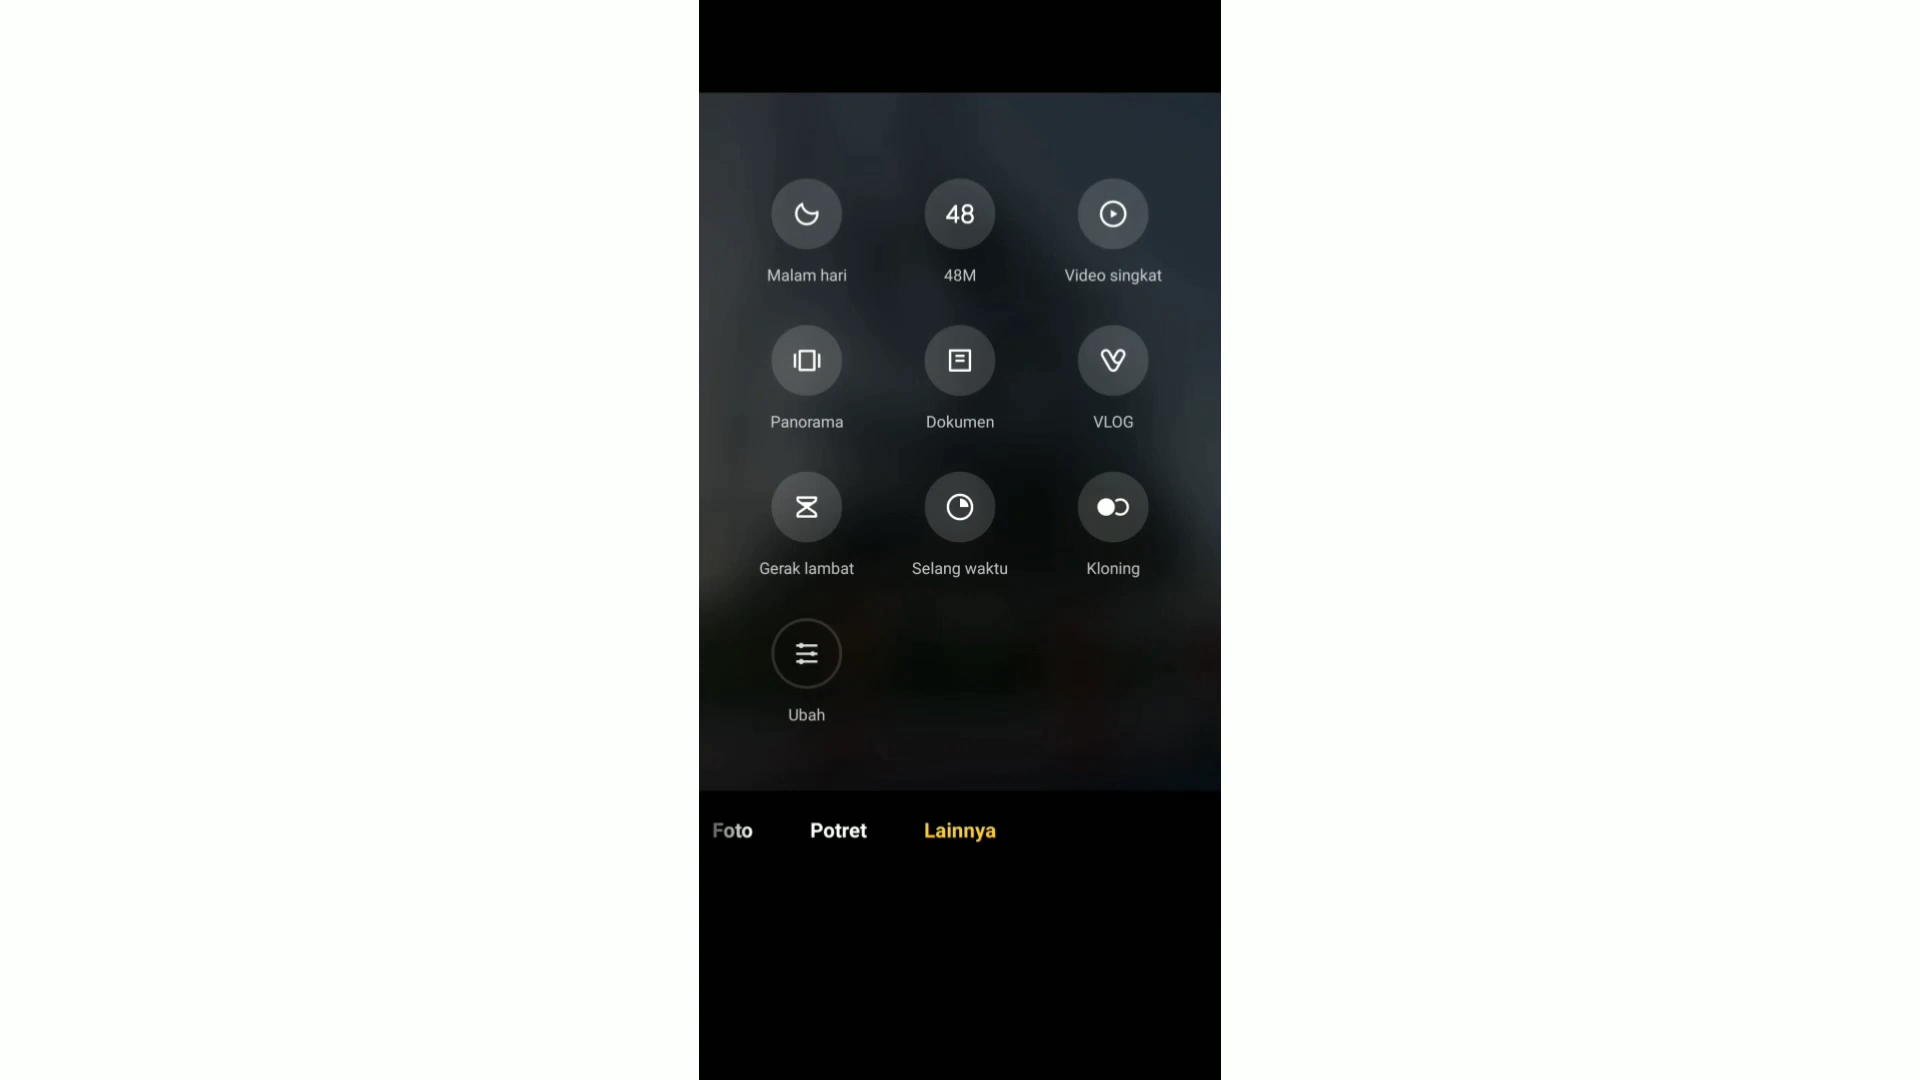 48
Malam hari
48M
Video singkat
Panorama
Dokumen
VLOG
Gerak lambat
Selang waktu
Kloning
Ubah
Foto
Potret
Lainnya